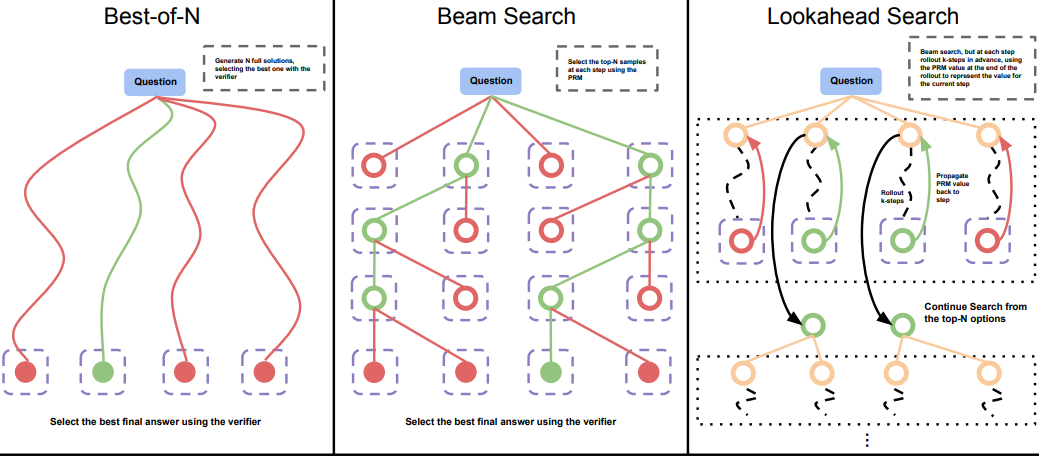 Best-of-N
Generate N full solutions,
selecting the best one with the
verifier
Question
Select the best final answer using the verifier
Beam Search
Select the top-N samples
at each step using the
PRM
Question
Select the best final answer using the verifier
Lookahead Search
Beam search, but at each step
rollout k-steps in advance, using
the PRM value at the end of the
rollout to represent the value for
the current step
Question
Rollout
k-steps
Propagate
PRM value
back to
step
Continue Search from
the top-N options